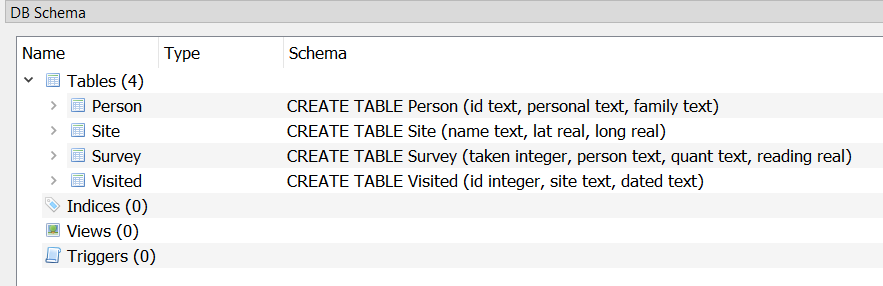 DB Schema
Name Type Schema
Tables (4)
Person CREATE TABLE Person (id text, personal text, family text)
Site CREATE TABLE Site (name text, lat real, long real)
Survey CREATE TABLE Survey (taken integer, person text, quant text, reading real)
Visited CREATE TABLE Visited (id integer, site text, dated text)
Indices (0)
Views (0)
Triggers (0)